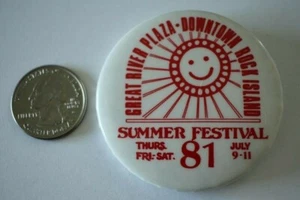 GREAT RIVER PLAZA - DOWNTOWN ROCK ISLAND
SUMMER FESTIVAL
THURS. FRI. SAT. 81 JULY 9-11